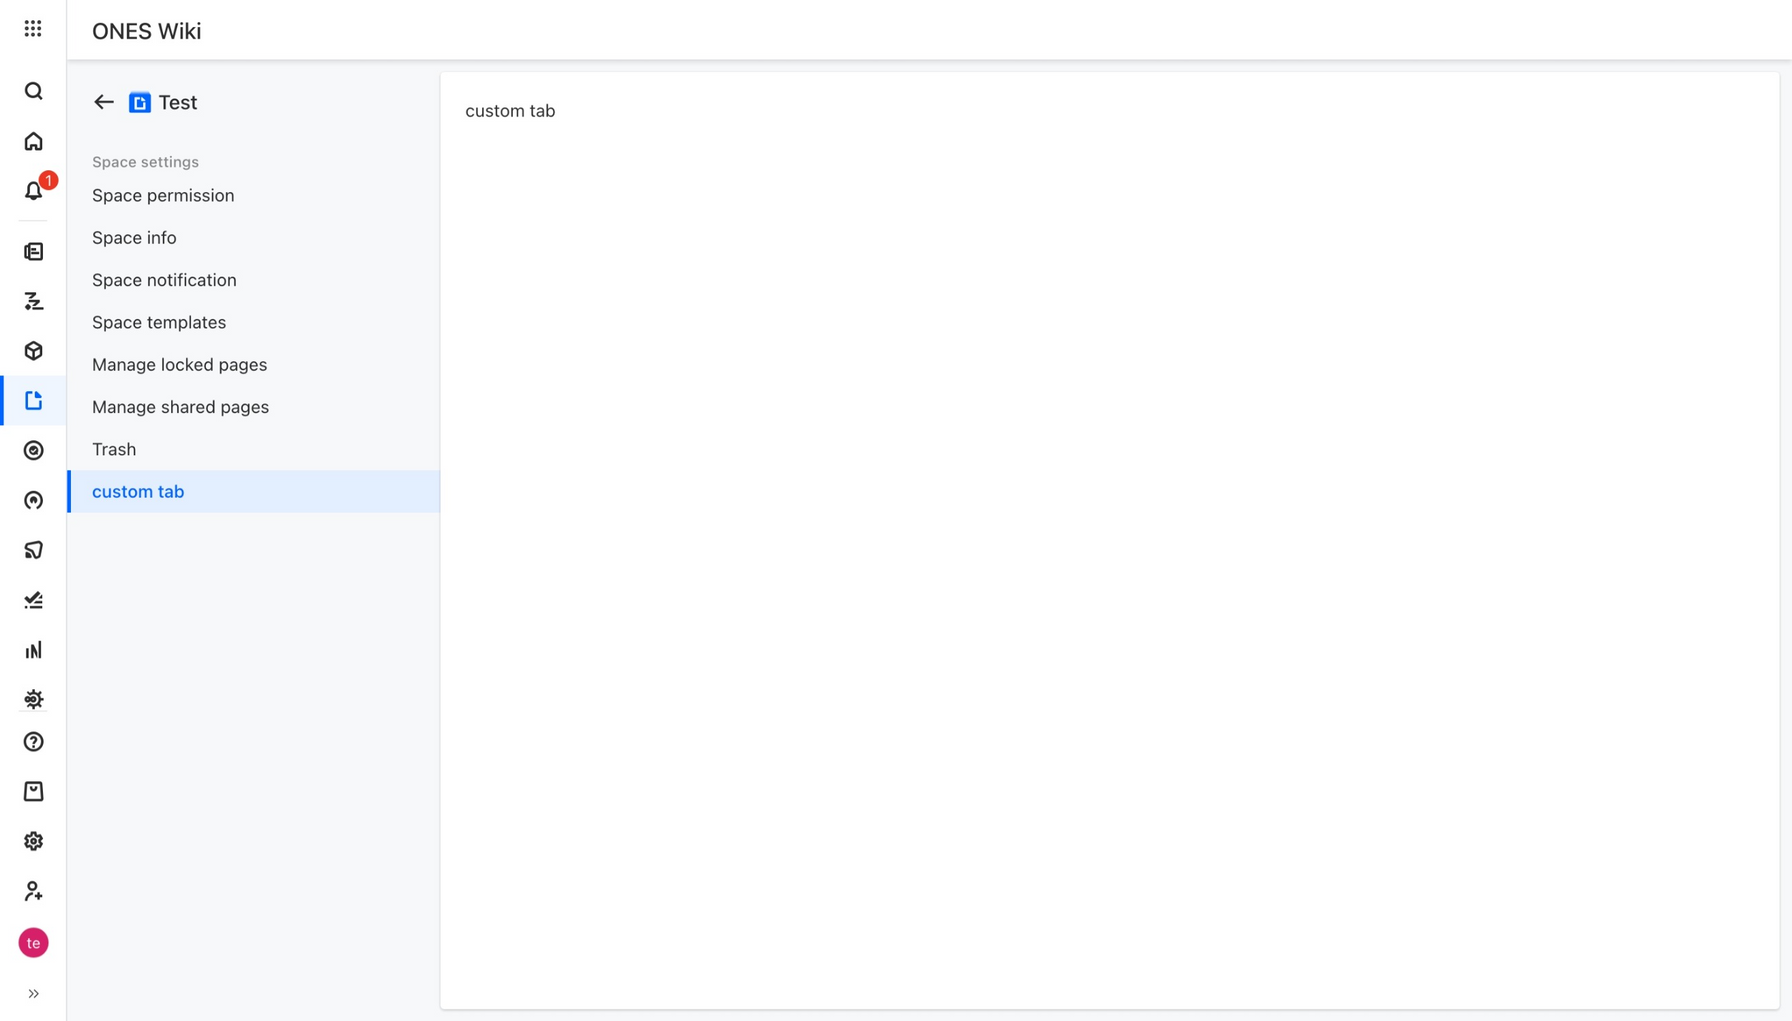 ONES Wiki
Test
Space settings
1
Space permission
Space info
Space notification
Space templates
Manage locked pages
Manage shared pages
Trash
custom tab
te
custom tab